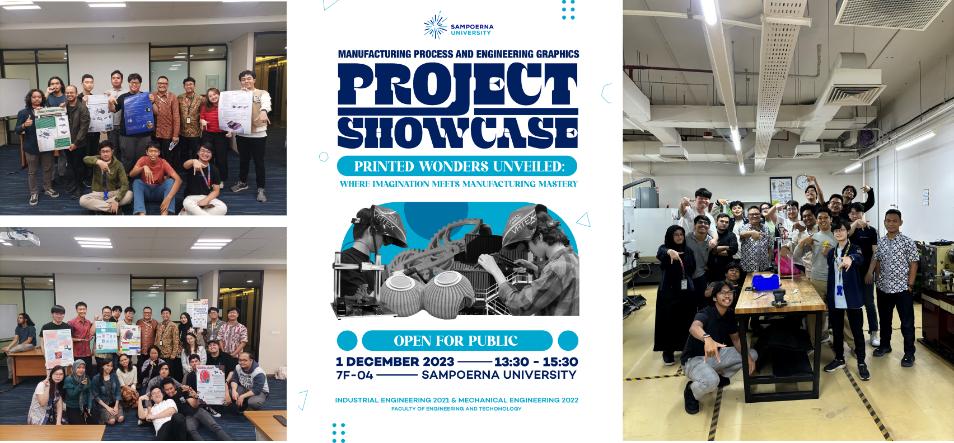 SAMPOERNA
UNIVERSITY
MANUFACTURING PROCESS AND ENGINEERING GRAPHICS
PROJECT
SHOWCASE
PRINTED WONDERS UNVEILED:
WHERE IMAGINATION MEETS MANUFACTURING MASTERY
OPEN FOR PUBLIC
1 DECEMBER 2023 13:30 - 15:30
7F-04 SAMPOERNA UNIVERSITY
INDUSTRIAL ENGINEERING 2021 & MECHANICAL ENGINEERING 2022
FACULTY OF ENGINEERING AND TECHOMOLOGY